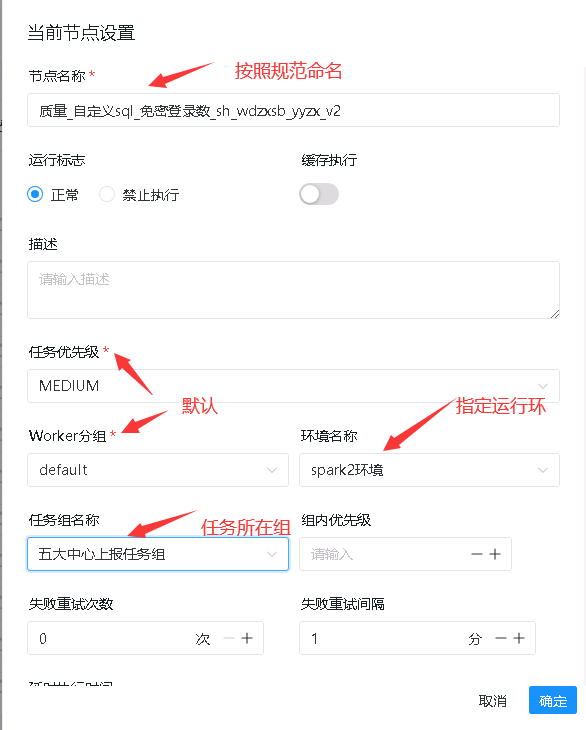 当前节点设置
节点名称 *
按照规范命名
质量_自定义sql_免密登录数_sh_wdzxsb_yyzx_v2
运行标志
缓存执行
正常
禁止执行
描述
请输入描述
任务优先级 *
MEDIUM
默认
指定运行环
Worker分组 *
环境名称
default
spark2环境
任务组名称
任务所在组
组内优先级
五大中心上报任务组
请输入
失败重试次数
失败重试间隔
0 次
1 分
延时执行时间
取消
确定